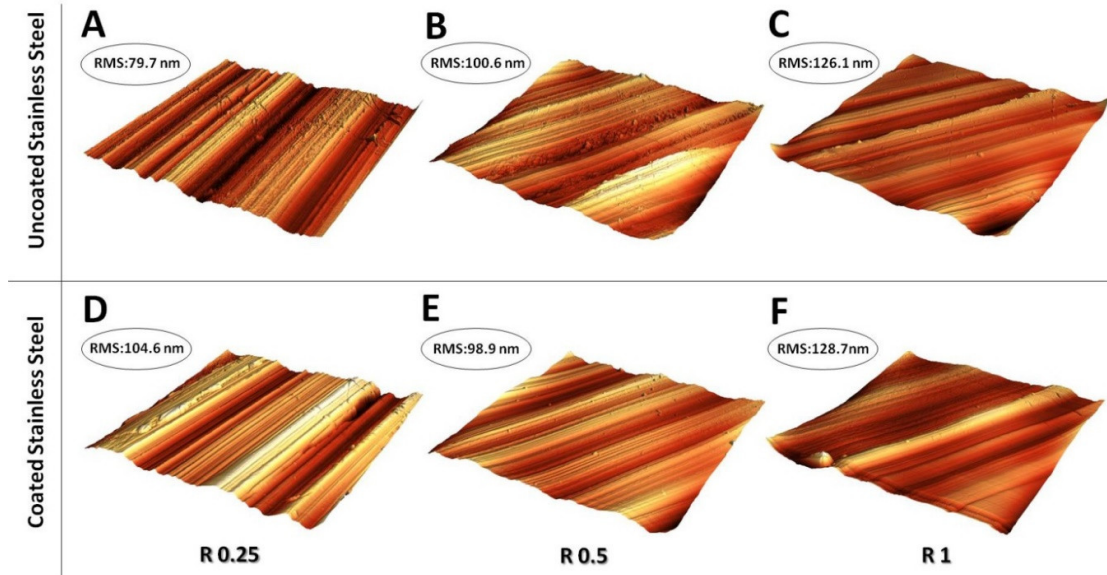 Uncoated Stainless Steel
A
RMS:79.7 nm
B
RMS:100.6 nm
C
RMS:126.1 nm
Coated Stainless Steel
D
RMS:104.6 nm
E
RMS:98.9 nm
F
RMS:128.7nm
R 0.25
R 0.5
R 1